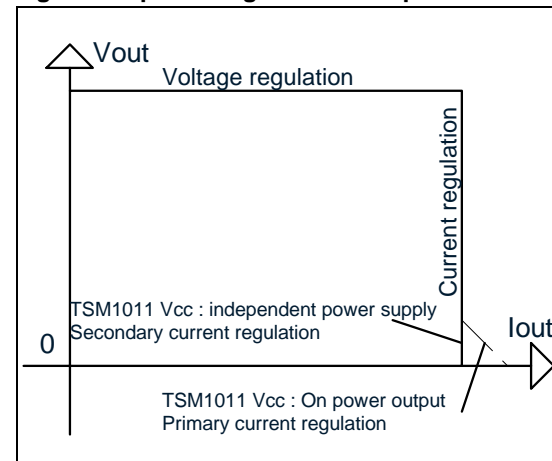 Vout
Voltage regulation
Current regulation
TSM1011 Vcc : independent power supply
Secondary current regulation
0
Iout
TSM1011 Vcc : On power output
Primary current regulation